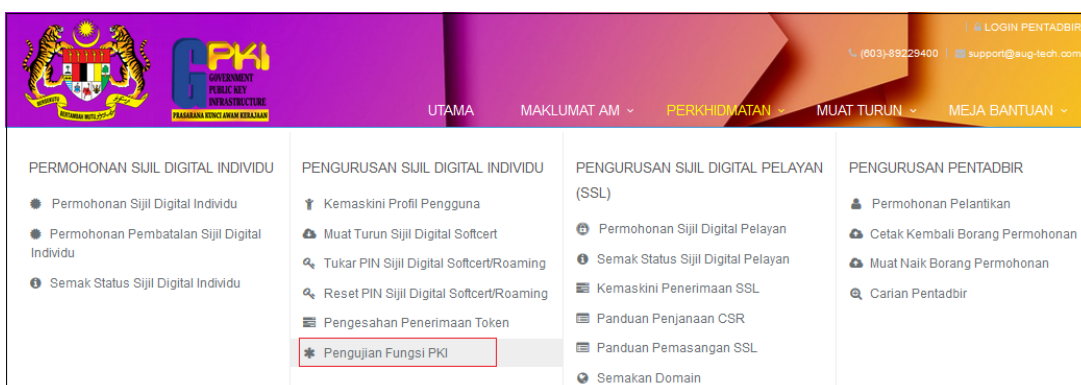 LOGIN PENTADBIR
(603)-89229400 | support@aug-tech.com
BERSEKUTU BERTAMBAH MUTU
GPKI
GOVERNMENT
PUBLIC KEY
INFRASTRUCTURE
PRASARANA KUNCI AWAM KERAJAAN
UTAMA MAKLUMAT AM PERKHIDMATAN MUAT TURUN MEJA BANTUAN
PERMOHONAN SIJIL DIGITAL INDIVIDU
Permohonan Sijil Digital Individu
Permohonan Pembatalan Sijil Digital
Individu
Semak Status Sijil Digital Individu
PENGURUSAN SIJIL DIGITAL INDIVIDU
Kemaskini Profil Pengguna
Muat Turun Sijil Digital Softcert
Tukar PIN Sijil Digital Softcert/Roaming
Reset PIN Sijil Digital Softcert/Roaming
Pengesahan Penerimaan Token
Pengujian Fungsi PKI
PENGURUSAN SIJIL DIGITAL PELAYAN
(SSL)
Permohonan Sijil Digital Pelayan
Semak Status Sijil Digital Pelayan
Kemaskini Penerimaan SSL
Panduan Penjanaan CSR
Panduan Pemasangan SSL
Semakan Domain
PENGURUSAN PENTADBIR
Permohonan Pelantikan
Cetak Kembali Borang Permohonan
Muat Naik Borang Permohonan
Carian Pentadbir